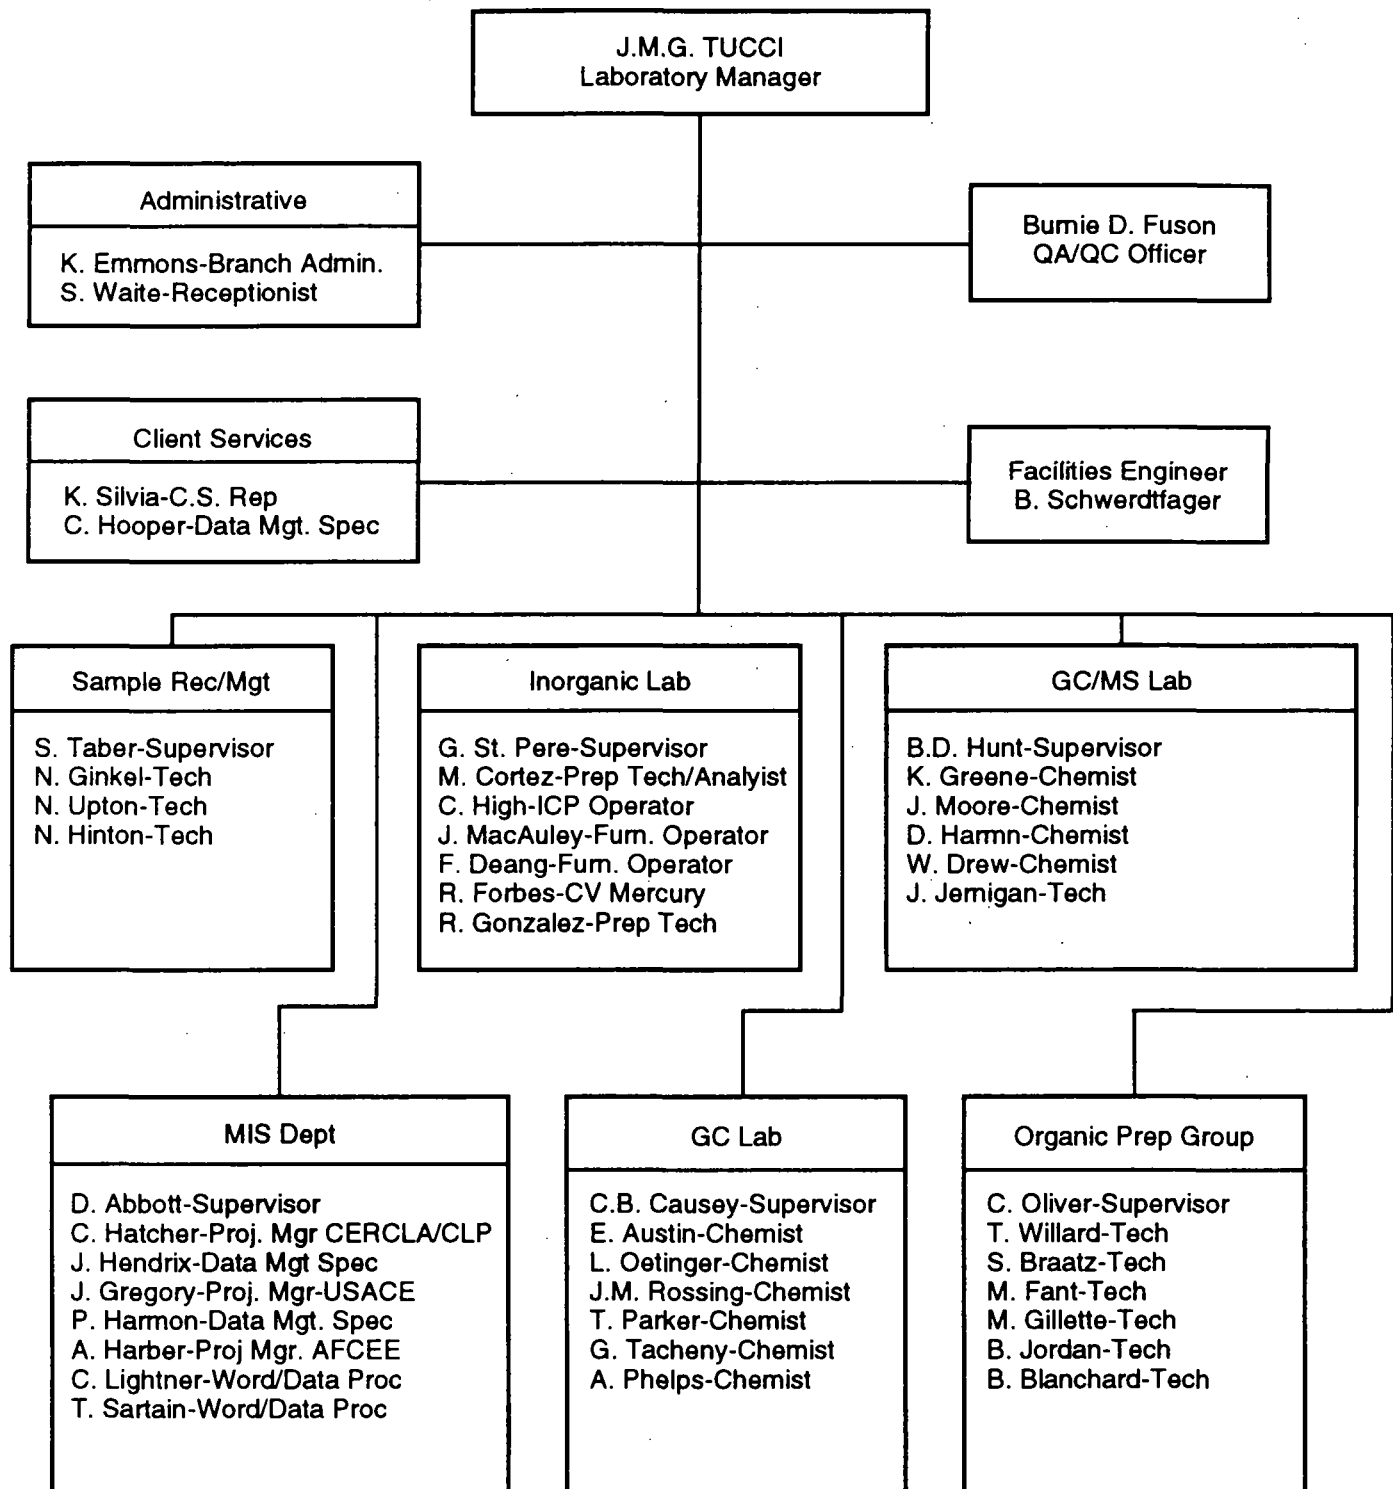 J.M.G. TUCCI
Laboratory Manager
Administrative
K. Emmons-Branch Admin.
S. Waite-Receptionist
Burnie D. Fuson
QA/QC Officer
Client Services
K. Silvia-C.S. Rep
C. Hooper-Data Mgt. Spec
Facilities Engineer
B. Schwerdtfager
Sample Rec/Mgt
S. Taber-Supervisor
N. Ginkel-Tech
N. Upton-Tech
N. Hinton-Tech
Inorganic Lab
G. St. Pere-Supervisor
M. Cortez-Prep Tech/Analyist
C. High-ICP Operator
J. MacAuley-Furn. Operator
F. Deang-Furn. Operator
R. Forbes-CV Mercury
R. Gonzalez-Prep Tech
GC/MS Lab
B.D. Hunt-Supervisor
K. Greene-Chemist
J. Moore-Chemist
D. Harmn-Chemist
W. Drew-Chemist
J. Jernigan-Tech
MIS Dept
D. Abbott-Supervisor
C. Hatcher-Proj. Mgr CERCLA/CLP
J. Hendrix-Data Mgt Spec
J. Gregory-Proj. Mgr-USACE
P. Harmon-Data Mgt. Spec
A. Harber-Proj Mgr. AFCEE
C. Lightner-Word/Data Proc
T. Sartain-Word/Data Proc
GC Lab
C.B. Causey-Supervisor
E. Austin-Chemist
L. Oetinger-Chemist
J.M. Rossing-Chemist
T. Parker-Chemist
G. Tacheny-Chemist
A. Phelps-Chemist
Organic Prep Group
C. Oliver-Supervisor
T. Willard-Tech
S. Braatz-Tech
M. Fant-Tech
M. Gillette-Tech
B. Jordan-Tech
B. Blanchard-Tech